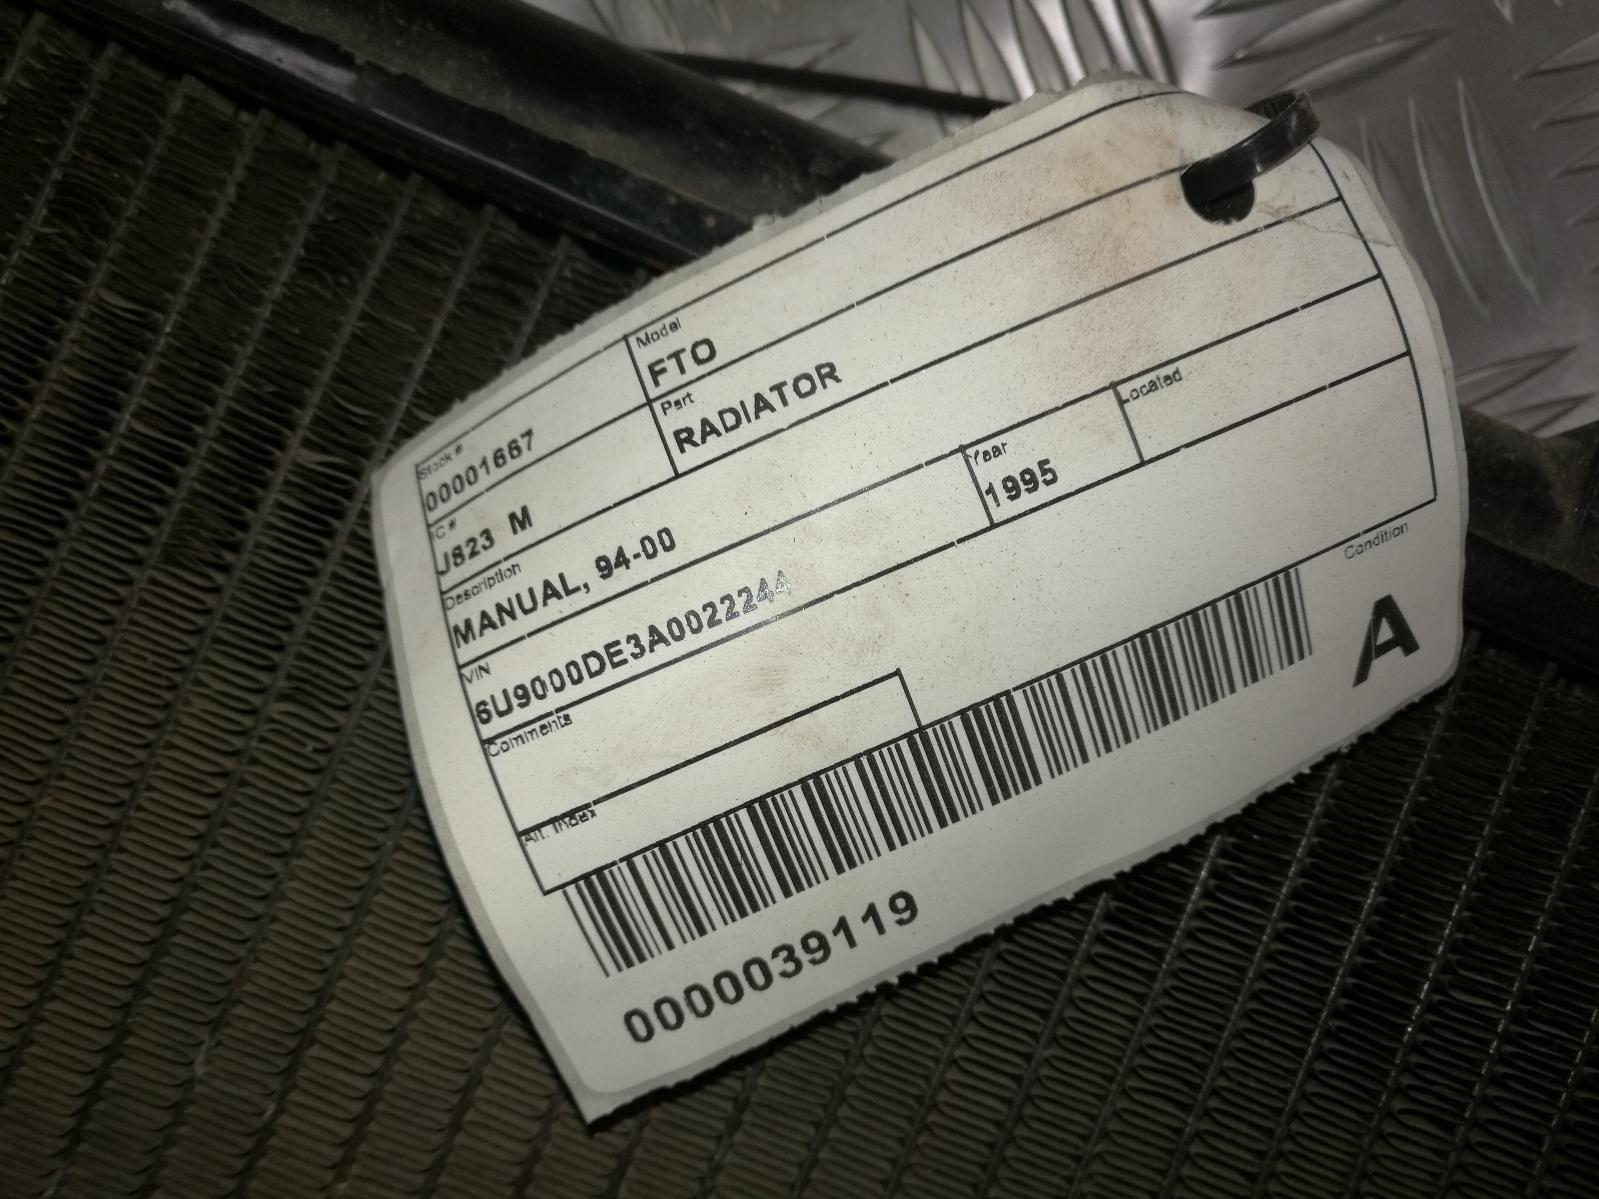 Stock #
00001667
Model
FTO
IC #
J823 M
Part
RADIATOR
Description
MANUAL, 94-00
Year
1995
Located
VIN
6U9000DE3A0022244
Comments
Condition
A
Alt. Index
0000039119